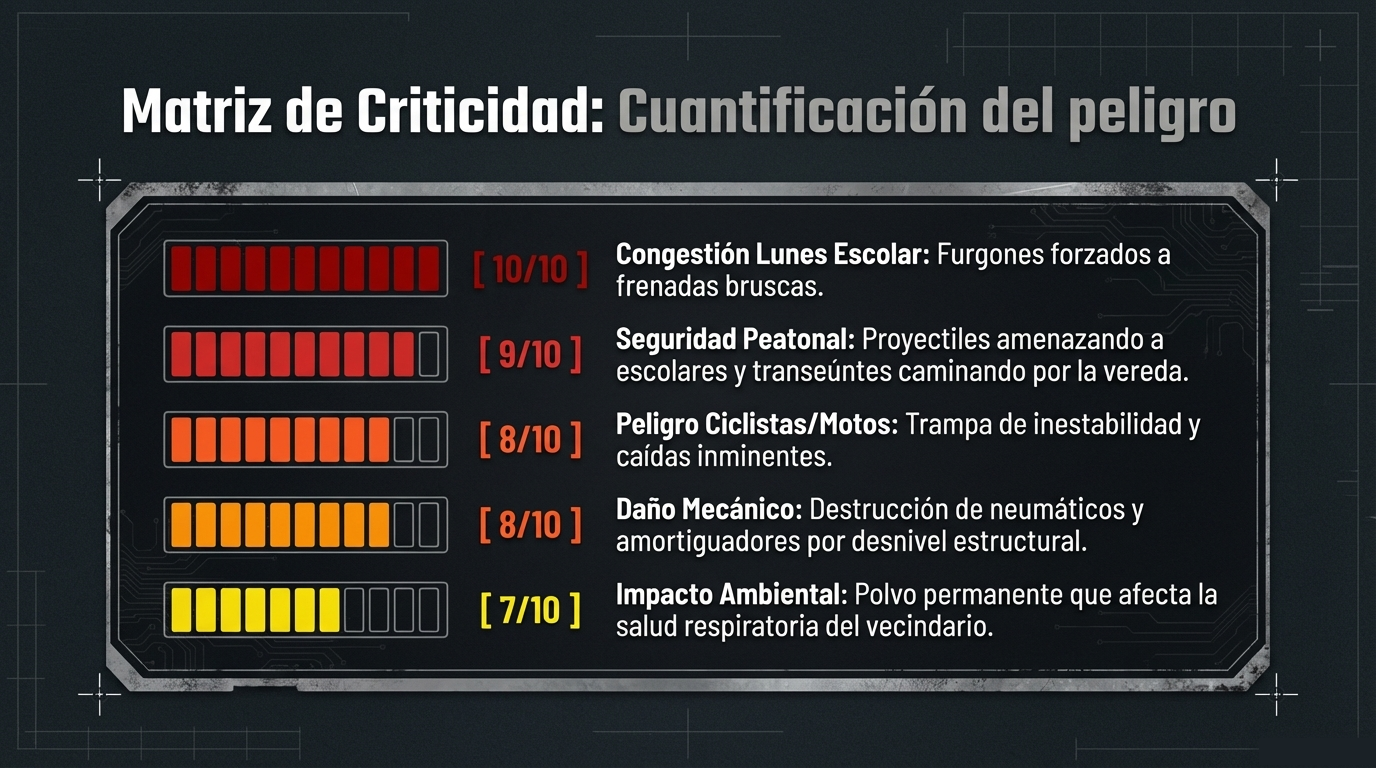 Matriz de Criticidad: Cuantificación del peligro
[ 10/10 ]
Congestión Lunes Escolar: Furgones forzados a
frenadas bruscas.
[ 9/10 ]
Seguridad Peatonal: Proyectiles amenazando a
escolares y transeúntes caminando por la vereda.
[ 8/10 ]
Peligro Ciclistas/Motos: Trampa de inestabilidad y
caídas inminentes.
[ 8/10 ]
Daño Mecánico: Destrucción de neumáticos y
amortiguadores por desnivel estructural.
[ 7/10 ]
Impacto Ambiental: Polvo permanente que afecta la
salud respiratoria del vecindario.